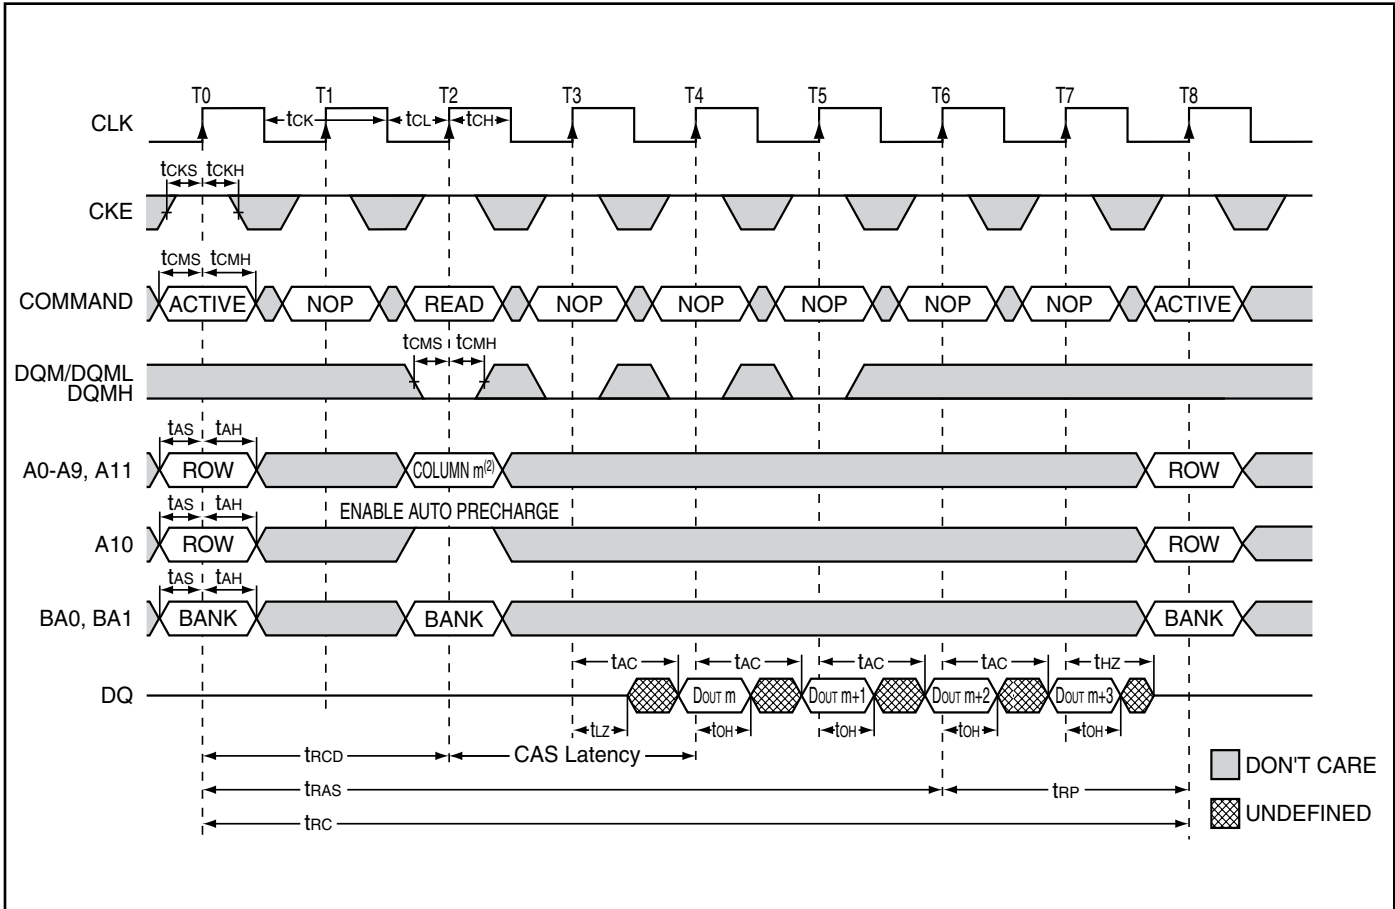 T0 T1 T2 T3 T4 T5 T6 T7 T8
CLK tCK tCL tCH
tCKS tCKH
CKE
tCMS tCMH
COMMAND ACTIVE NOP READ NOP NOP NOP NOP NOP ACTIVE
tCMS tCMH
DQM/DQML
DQMH
tAS tAH
A0-A9, A11 ROW COLUMN m(2) ROW
tAS tAH ENABLE AUTO PRECHARGE
A10 ROW ROW
tAS tAH
BA0, BA1 BANK BANK BANK
tAC tAC tAC tAC tHZ
DQ DOUT m DOUT m+1 DOUT m+2 DOUT m+3
tLZ tOH tOH tOH tOH
tRCD CAS Latency
DON'T CARE
tRAS tRP
UNDEFINED
tRC